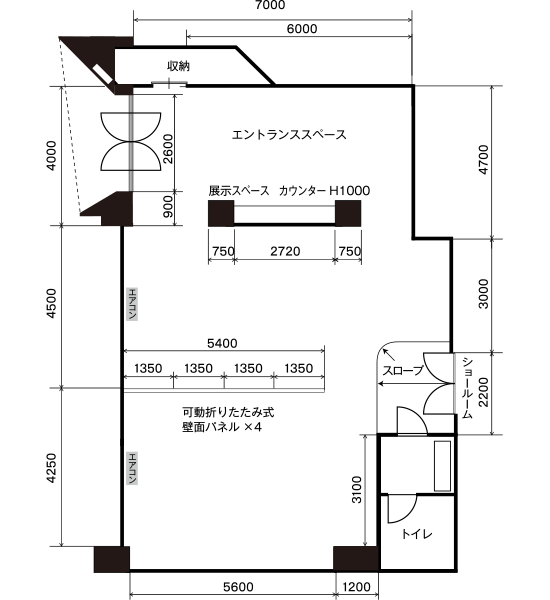 7000
6000
収納
エントランススペース
4000
2600
900
4700
展示スペース カウンター H1000
750
2720
750
4500
エアコン
3000
5400
1350
1350
1350
1350
スロープ
ショールーム
2200
可動折りたたみ式
壁面パネル ×4
4250
エアコン
3100
トイレ
5600
1200